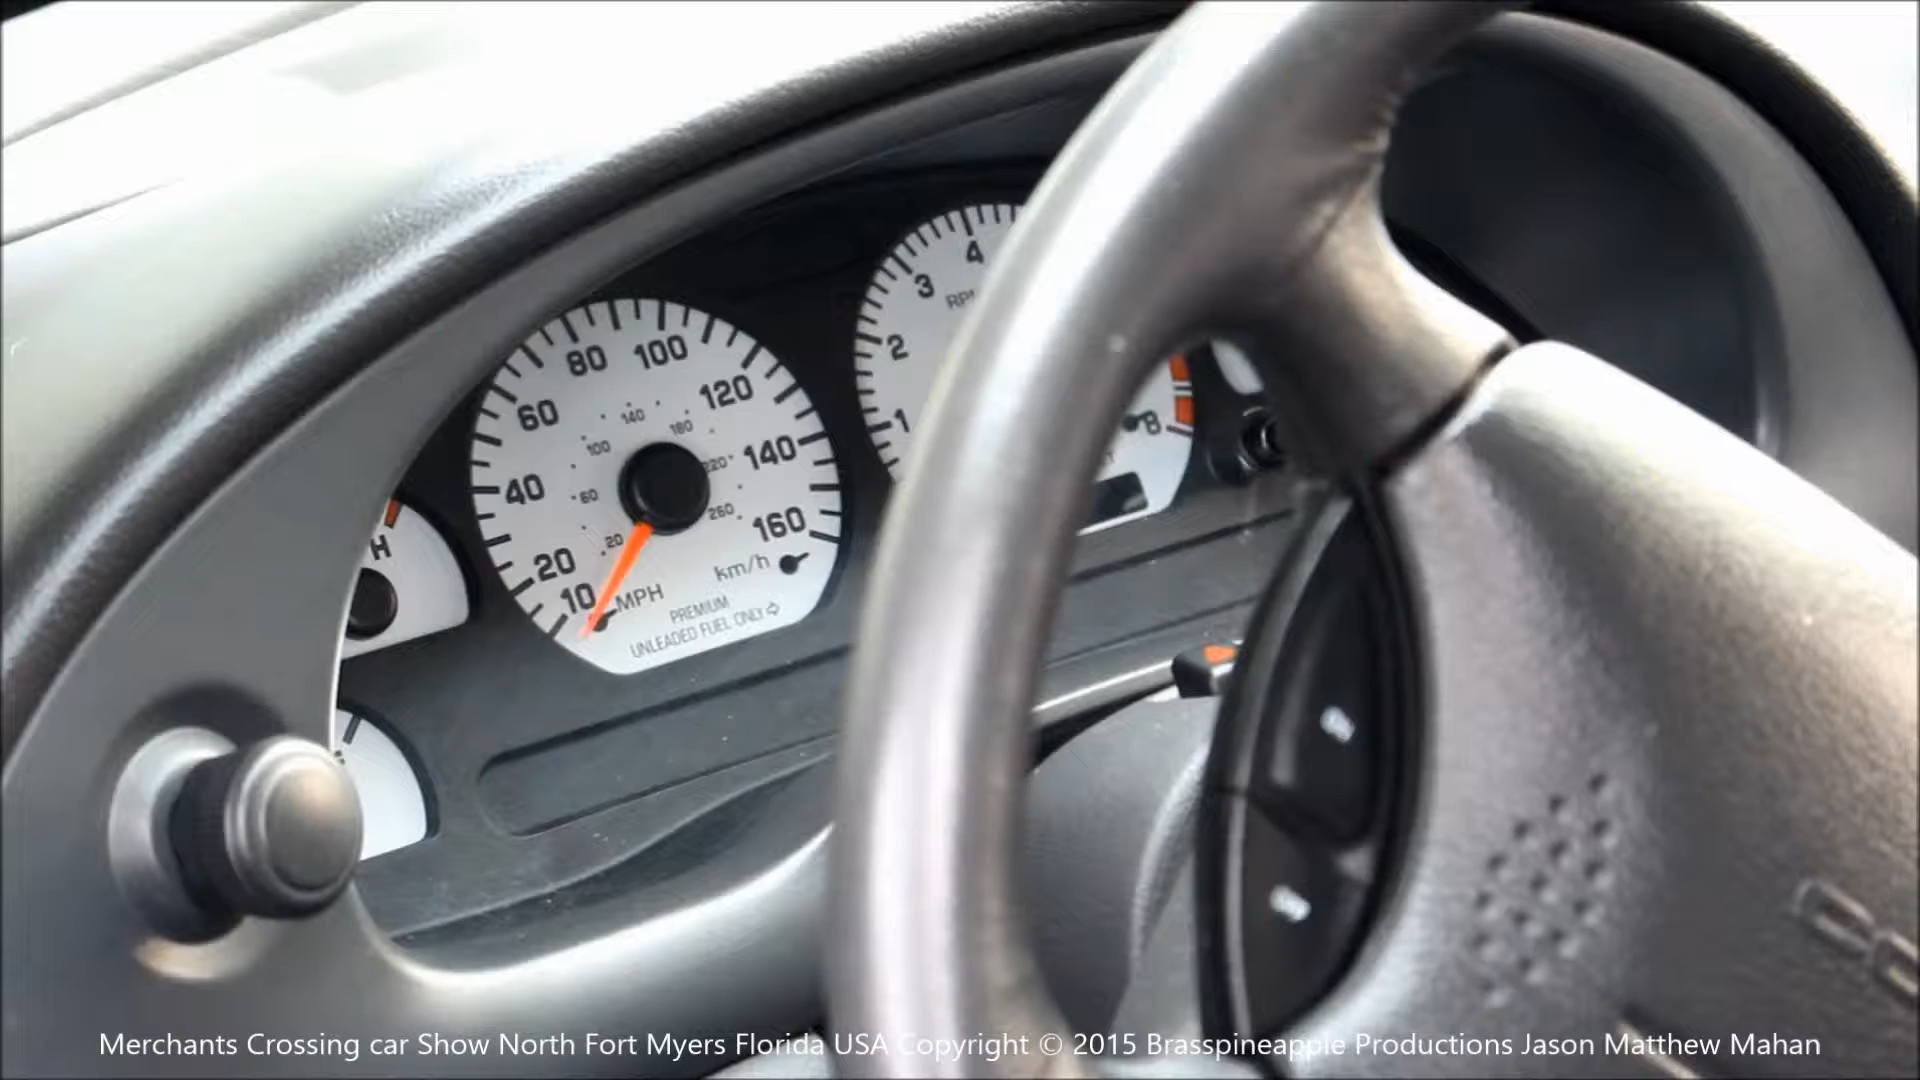 80 100
60 120
40 140
20 160
10 MPH km/h
100 140 180
60 220
20 260
PREMIUM
UNLEADED FUEL ONLY
H
1 2 3 4
8
Merchants Crossing car Show North Fort Myers Florida USA Copyright © 2015 Brasspineapple Productions Jason Matthew Mahan